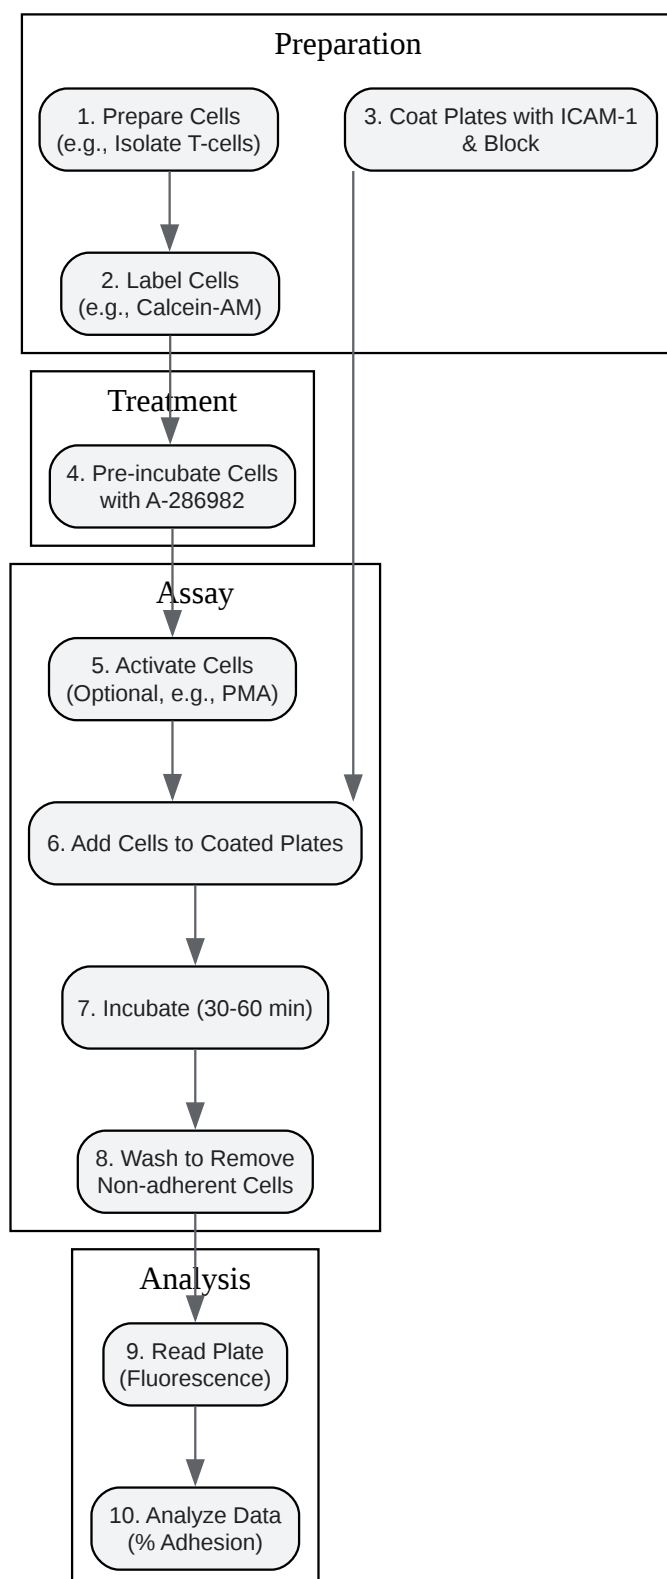 Preparation
1. Prepare Cells
(e.g., Isolate T-cells)
3. Coat Plates with ICAM-1
& Block
2. Label Cells
(e.g., Calcein-AM)
Treatment
4. Pre-incubate Cells
with A-286982
Assay
5. Activate Cells
(Optional, e.g., PMA)
6. Add Cells to Coated Plates
7. Incubate (30-60 min)
8. Wash to Remove
Non-adherent Cells
Analysis
9. Read Plate
(Fluorescence)
10. Analyze Data
(% Adhesion)